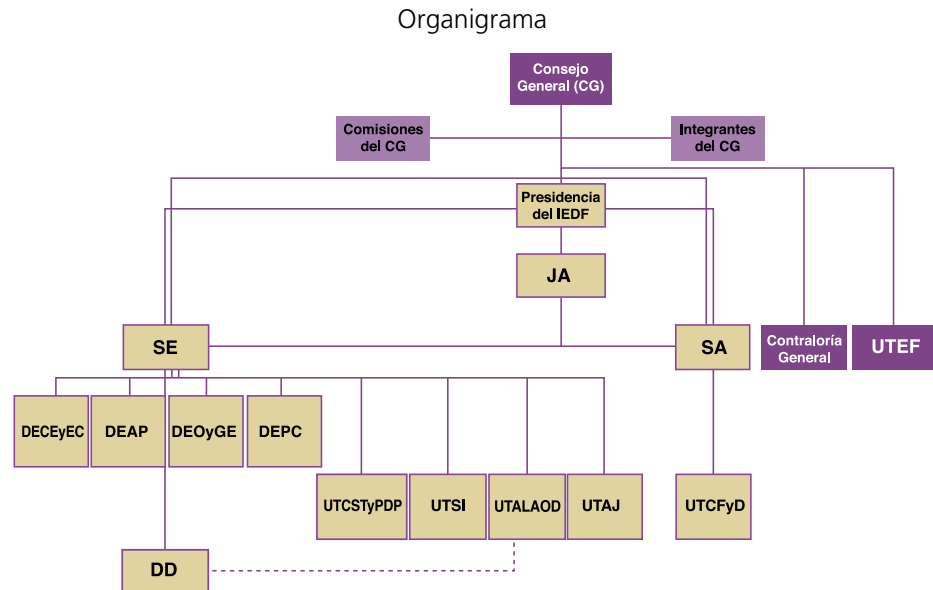 Organigrama
Consejo
General (CG)
Comisiones
del CG
Integrantes
del CG
Presidencia
del IEDF
JA
SE
SA
Contraloría
General
UTEF
DECEyEC
DEAP
DEOyGE
DEPC
UTCSTyPDP
UTSI
UTALAOD
UTAJ
UTCFyD
DD